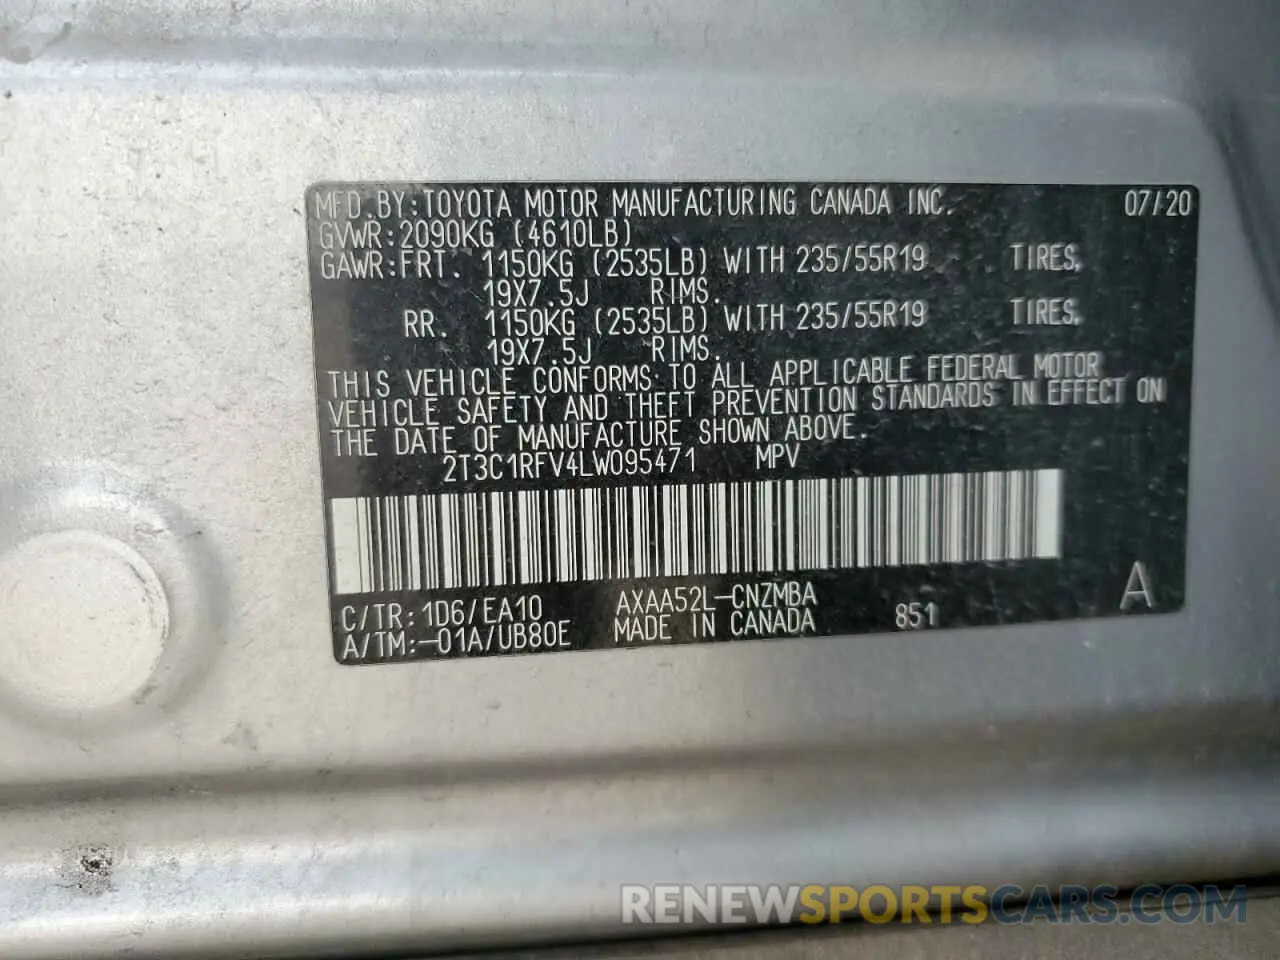 MFD.BY:TOYOTA MOTOR MANUFACTURING CANADA INC. 07/20
GVWR:2090KG (4610LB)
GAWR:FRT. 1150KG (2535LB) WITH 235/55R19 TIRES,
19X7.5J RIMS.
RR. 1150KG (2535LB) WITH 235/55R19 TIRES,
19X7.5J RIMS.
THIS VEHICLE CONFORMS TO ALL APPLICABLE FEDERAL MOTOR
VEHICLE SAFETY AND THEFT PREVENTION STANDARDS IN EFFECT ON
THE DATE OF MANUFACTURE SHOWN ABOVE.
2T3C1RFV4LW095471 MPV
C/TR:1D6/EA10 AXAA52L-CNZMBA A
A/TM:-01A/UB80E MADE IN CANADA 851
RENEWSPORTSCARS.COM